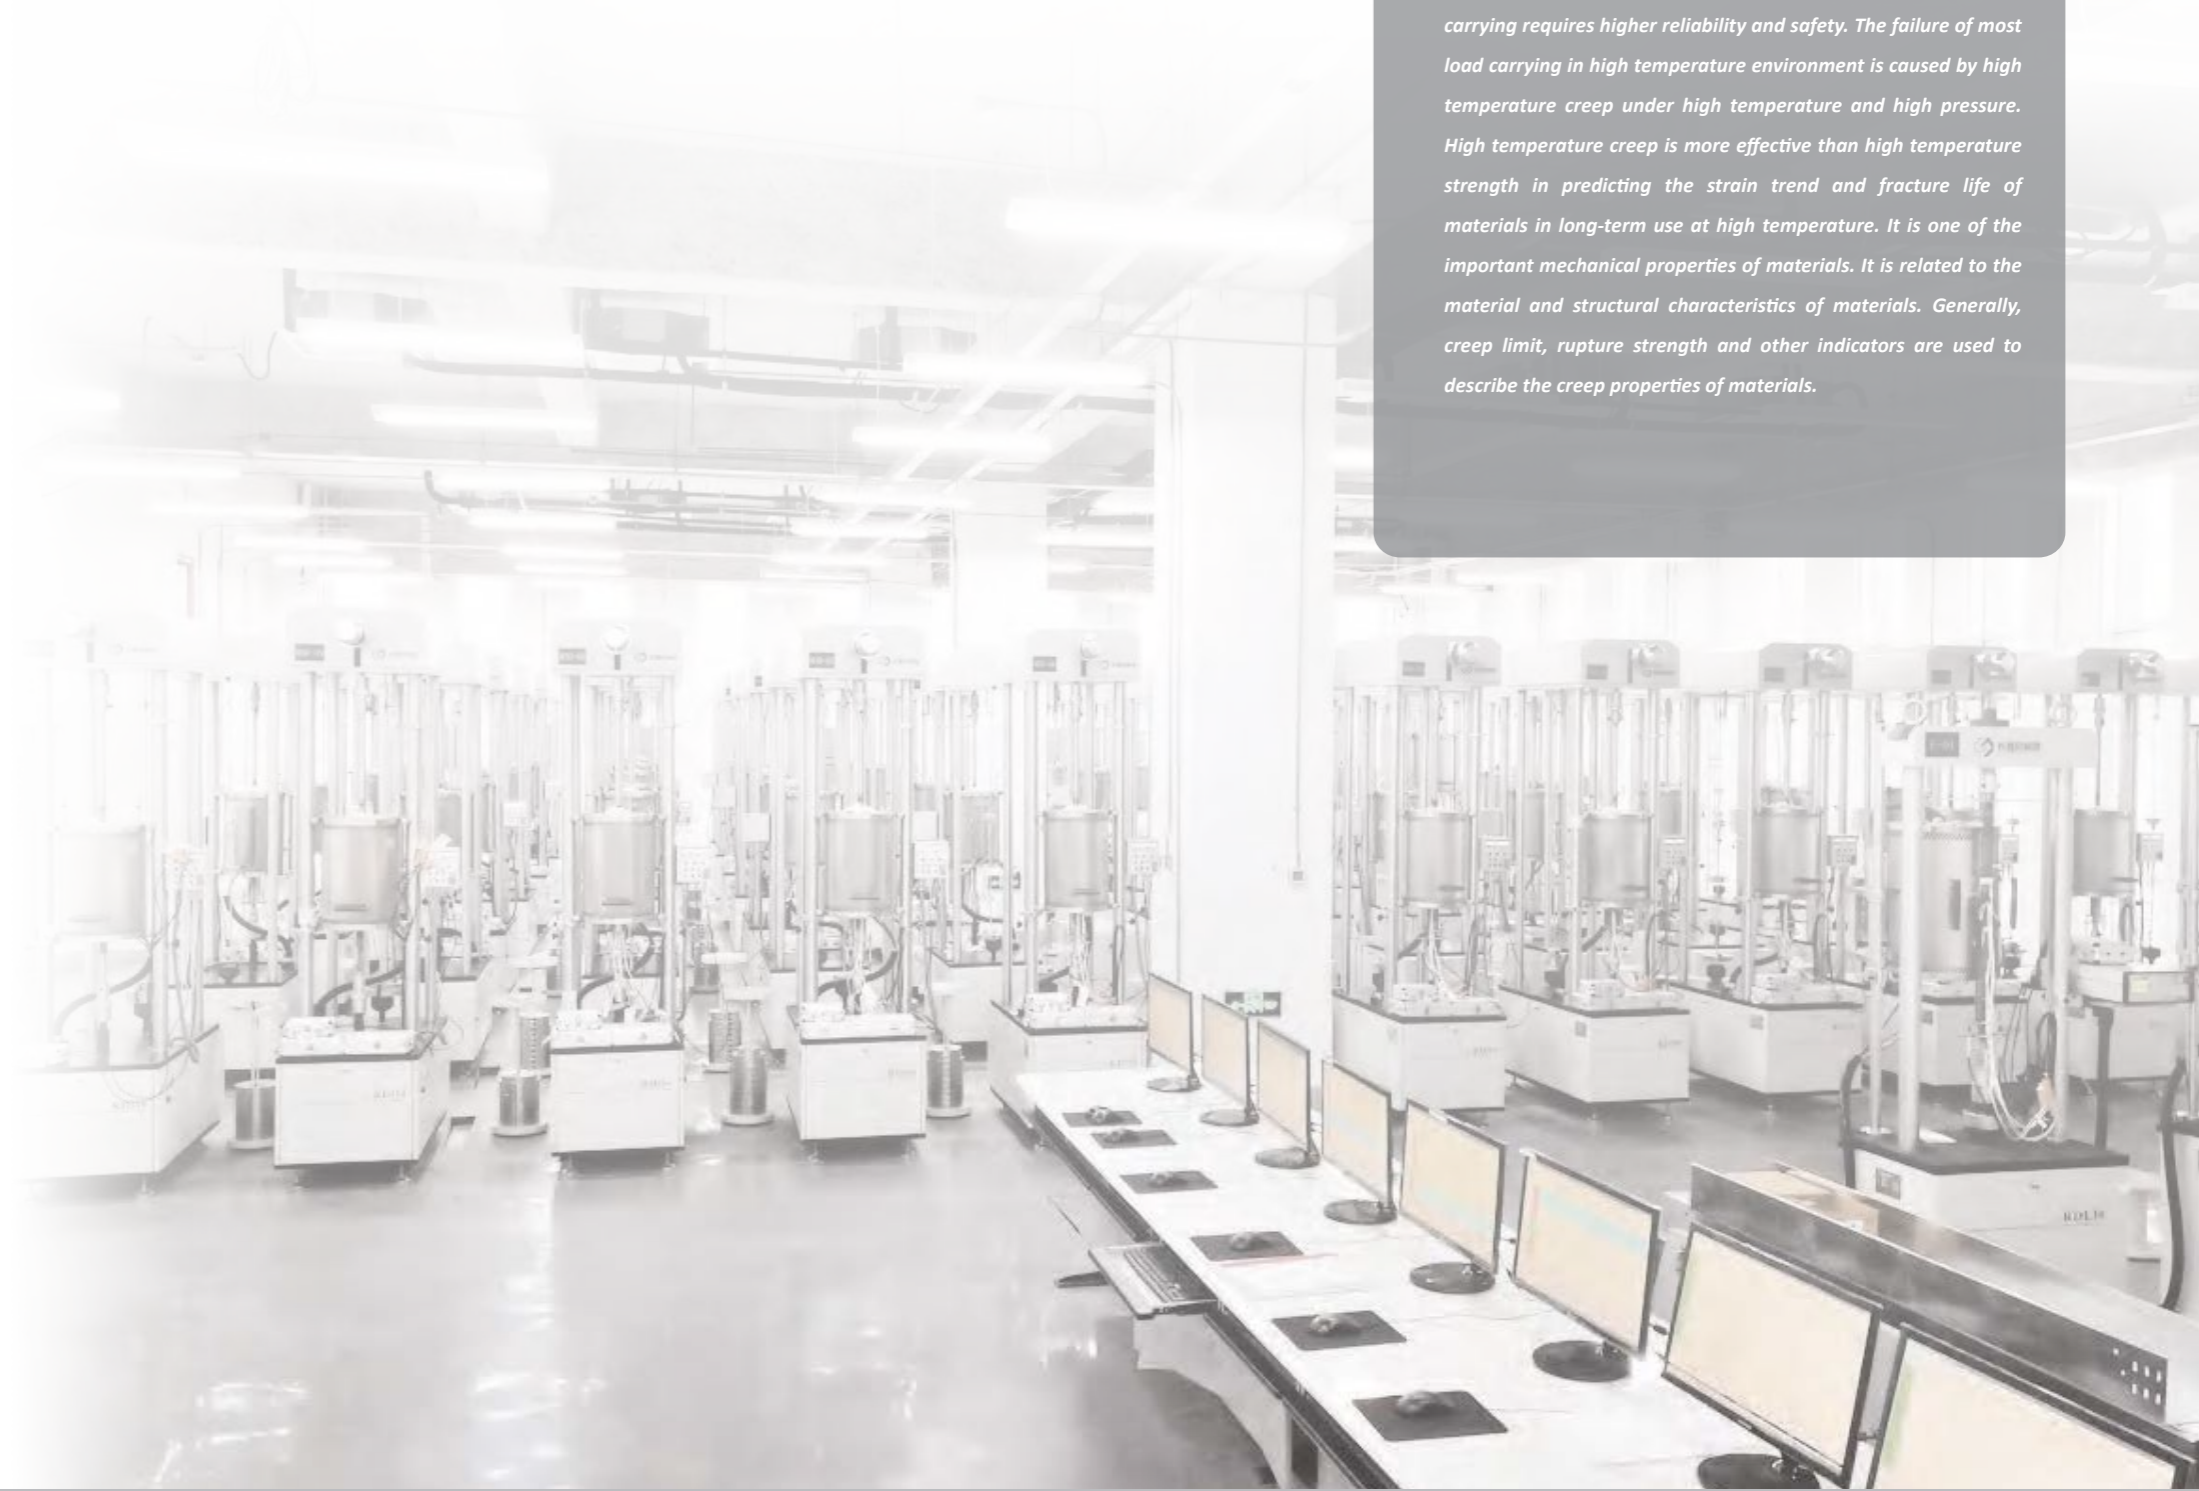 carrying requires higher reliability and safety. The failure of most
load carrying in high temperature environment is caused by high
temperature creep under high temperature and high pressure.
High temperature creep is more effective than high temperature
strength in predicting the strain trend and fracture life of
materials in long-term use at high temperature. It is one of the
important mechanical properties of materials. It is related to the
material and structural characteristics of materials. Generally,
creep limit, rupture strength and other indicators are used to
describe the creep properties of materials.